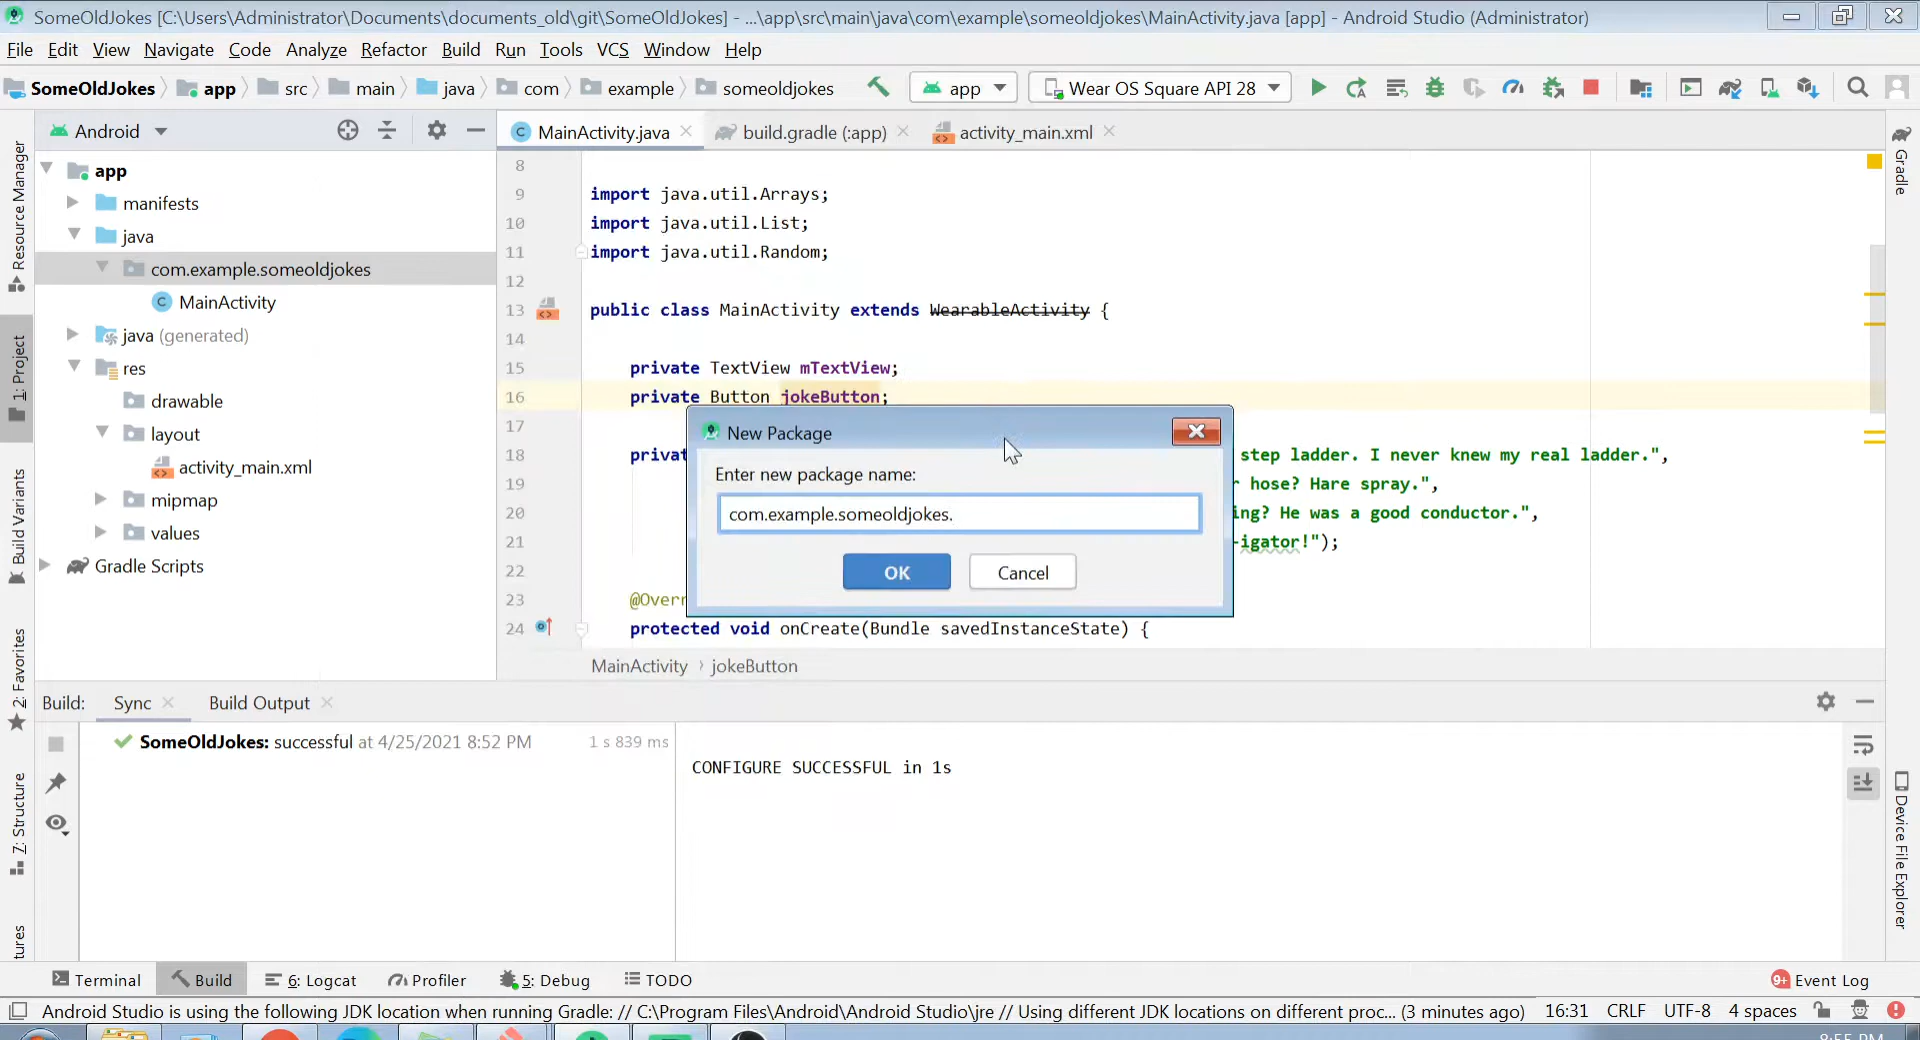 SomeOldJokes [C:\Users\Administrator\Documents\documents_old\git\SomeOldJokes] - ...\app\src\main\java\com\example\someoldjokes\MainActivity.java [app] - Android Studio (Administrator)
File Edit View Navigate Code Analyze Refactor Build Run Tools VCS Window Help
SomeOldJokes app src main java com example someoldjokes app Wear OS Square API 28
Android MainActivity.java build.gradle (:app) activity_main.xml
Resource Manager
1: Project
Build Variants
2: Favorites
Z: Structure
tures
app
manifests
java
com.example.someoldjokes
MainActivity
java (generated)
res
drawable
layout
activity_main.xml
mipmap
values
Gradle Scripts
8
9 import java.util.Arrays;
10 import java.util.List;
11 import java.util.Random;
12
13 public class MainActivity extends WearableActivity {
14
15 private TextView mTextView;
16 private Button jokeButton;
17
18 privat step ladder. I never knew my real ladder.",
19 r hose? Hare spray.",
20 ing? He was a good conductor.",
21 -igator!");
22
23 @Overr
24 protected void onCreate(Bundle savedInstanceState) {
MainActivity › jokeButton
New Package
Enter new package name:
com.example.someoldjokes.
OK Cancel
Gradle
Device File Explorer
Build: Sync Build Output
SomeOldJokes: successful at 4/25/2021 8:52 PM 1 s 839 ms
CONFIGURE SUCCESSFUL in 1s
Terminal Build 6: Logcat Profiler 5: Debug TODO 9+ Event Log
Android Studio is using the following JDK location when running Gradle: // C:\Program Files\Android\Android Studio\jre // Using different JDK locations on different proc... (3 minutes ago) 16:31 CRLF UTF-8 4 spaces
8:55 PM